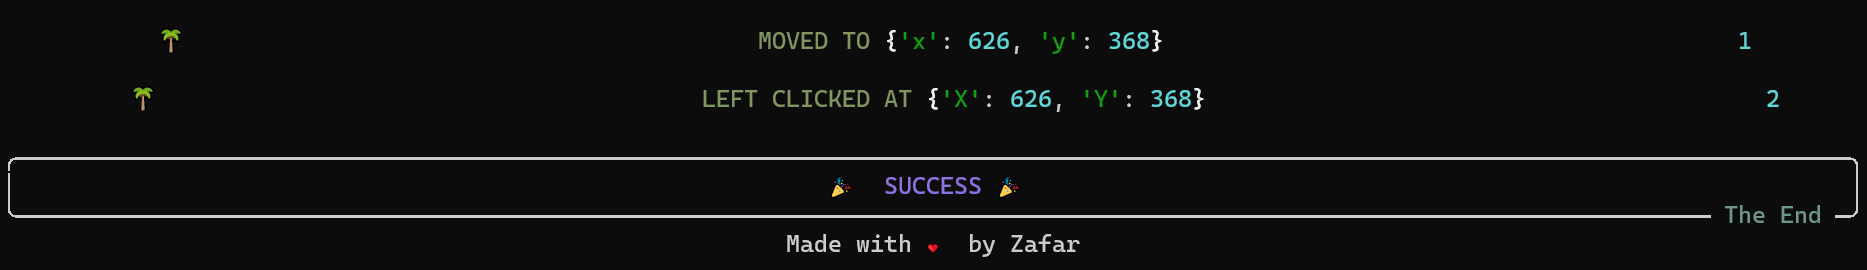 🌴 MOVED TO {'x': 626, 'y': 368} 1
🌴 LEFT CLICKED AT {'X': 626, 'Y': 368} 2
🎉 SUCCESS 🎉
The End
Made with ❤ by Zafar